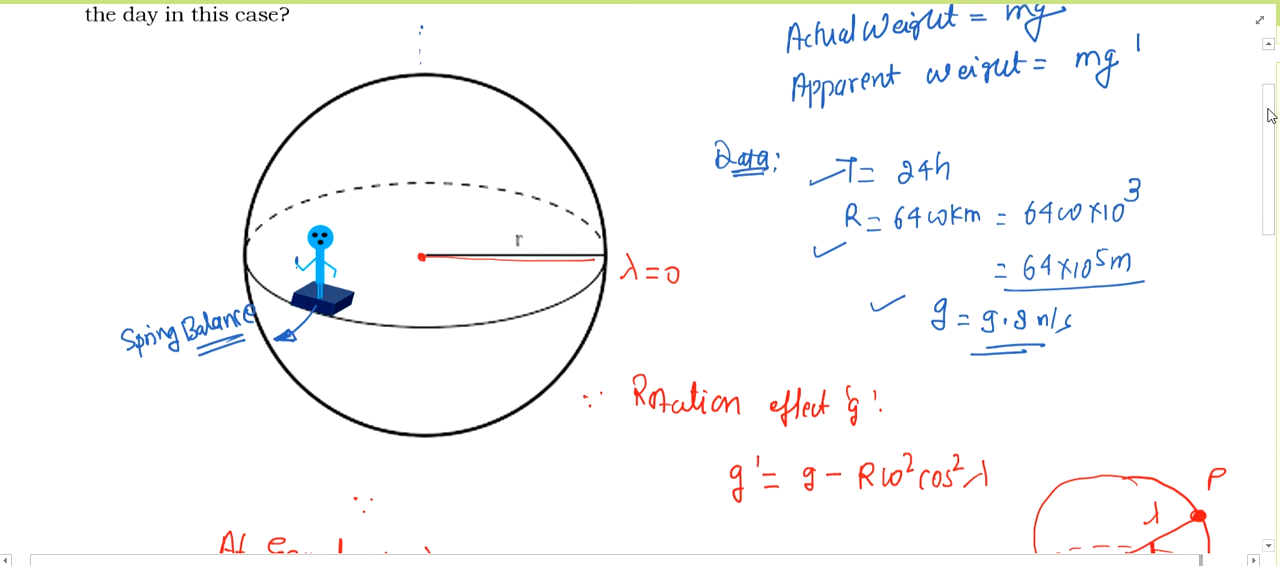 the day in this case?
Actual Weight = mg
Apparent weight = mg'
Data:
T = 24h
R = 6400km = 6400×10³
= 64×10⁵m
g = 9.8 m/s
r
λ=0
Spring Balance
∵ Rotation effect 'g':
g' = g - Rω²cos²λ
P
λ
∵
At